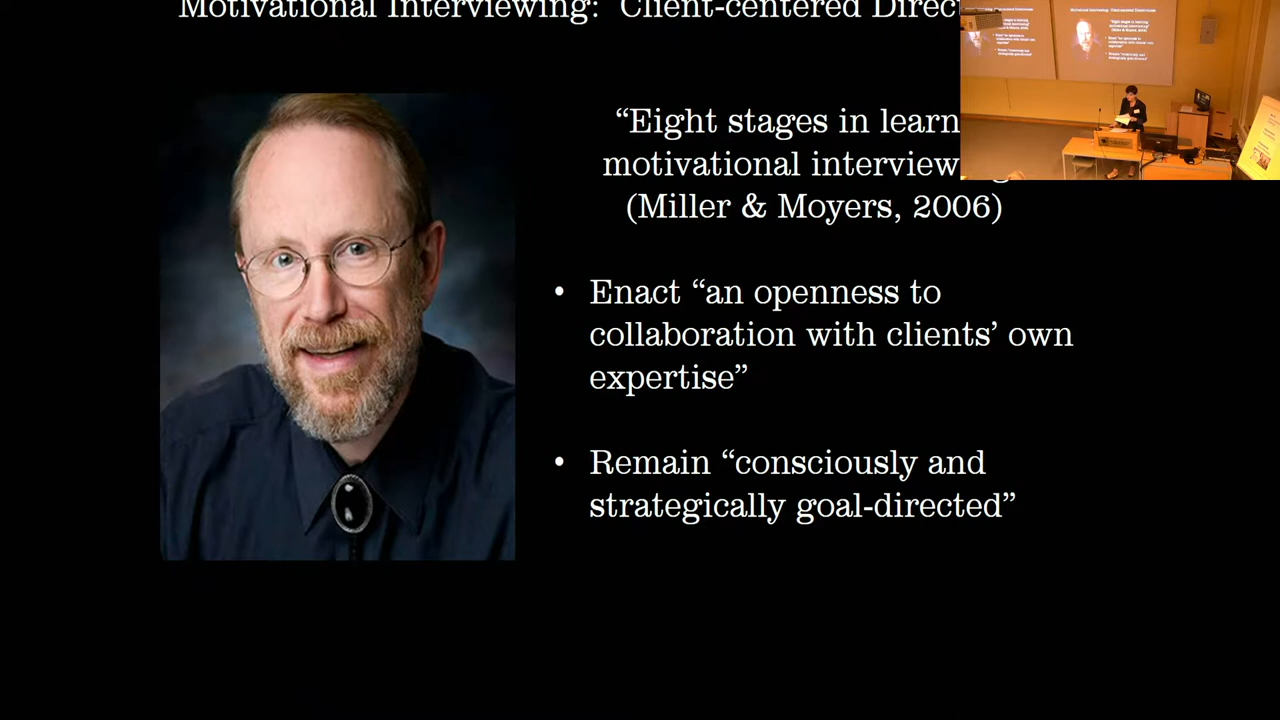 Motivational Interviewing: Client-centered Direc
“Eight stages in learn
motivational interview
(Miller & Moyers, 2006)
• Enact “an openness to
collaboration with clients’ own
expertise”
• Remain “consciously and
strategically goal-directed”